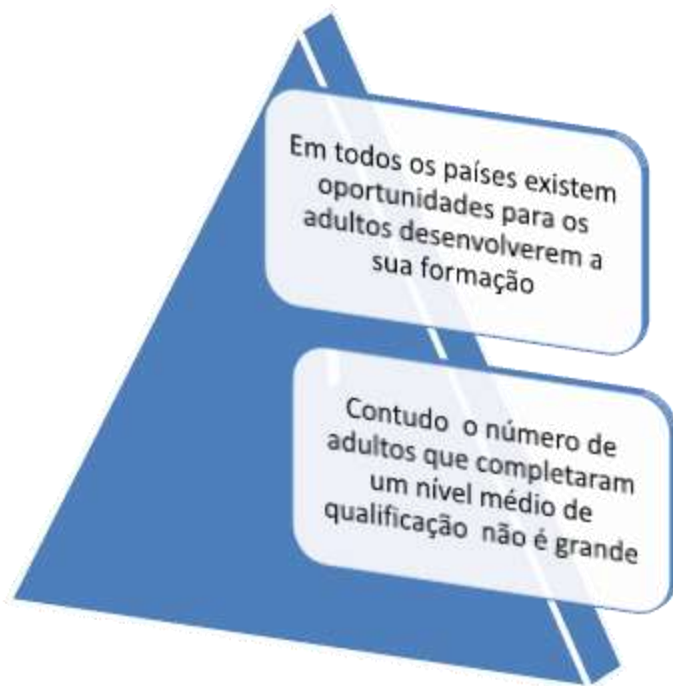 Em todos os países existem
oportunidades para os
adultos desenvolverem a
sua formação
Contudo o número de
adultos que completaram
um nível médio de
qualificação não é grande